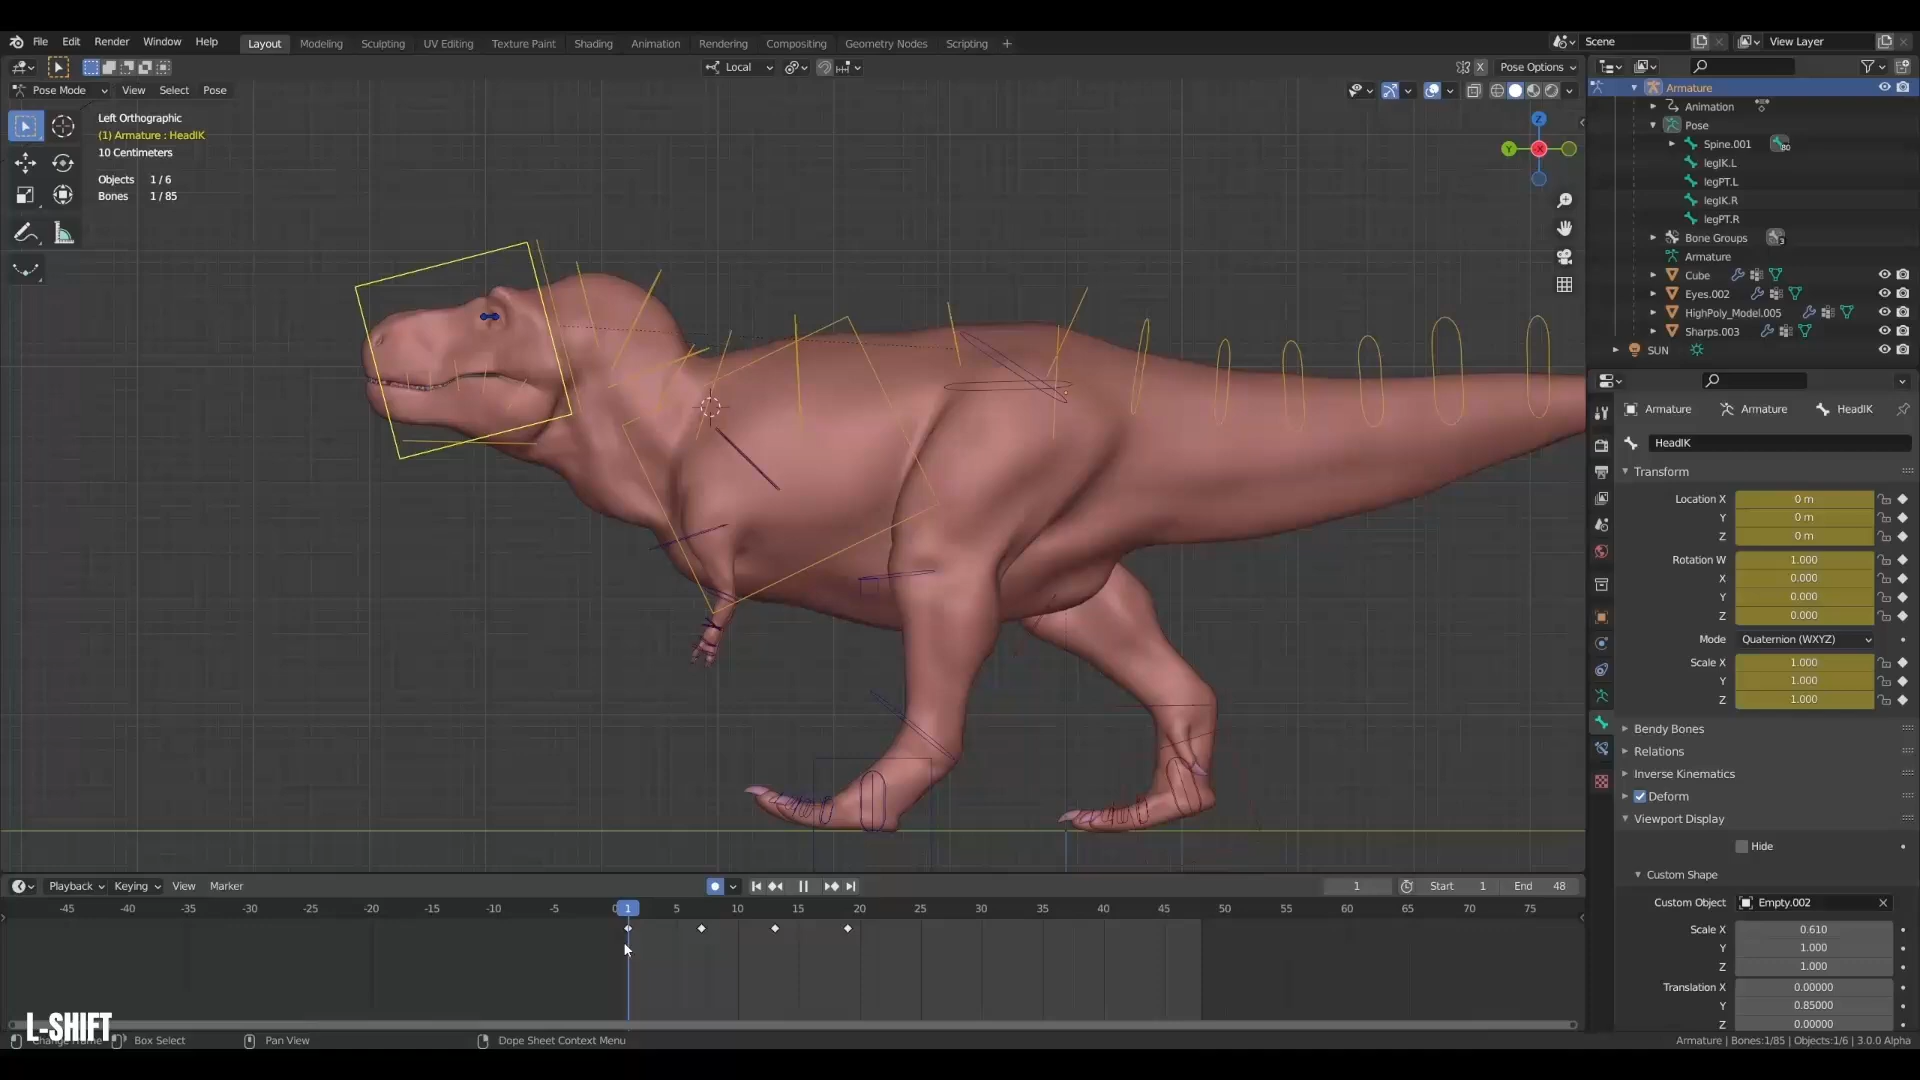 File Edit Render Window Help Layout Modeling Sculpting UV Editing Texture Paint Shading Animation Rendering Compositing Geometry Nodes Scripting + Scene View Layer
Local X Pose Options
Pose Mode View Select Pose
Left Orthographic
(1) Armature : HeadIK
10 Centimeters
Objects 1 / 6
Bones 1 / 85
Z
Y
X
Armature
Animation
Pose
Spine.001 80
legIK.L
legPT.L
legIK.R
legPT.R
Bone Groups 3
Armature
Cube
Eyes.002
HighPoly_Model.005
Sharps.003
SUN
Armature Armature HeadIK
HeadIK
Transform
Location X 0 m
Y 0 m
Z 0 m
Rotation W 1.000
X 0.000
Y 0.000
Z 0.000
Mode Quaternion (WXYZ)
Scale X 1.000
Y 1.000
Z 1.000
Bendy Bones
Relations
Inverse Kinematics
Deform
Viewport Display
Hide
Custom Shape
Custom Object Empty.002
Scale X 0.610
Y 1.000
Z 1.000
Translation X 0.00000
Y 0.85000
Z 0.00000
Playback Keying View Marker 1 Start 1 End 48
-45 -40 -35 -30 -25 -20 -15 -10 -5 0 1 5 10 15 20 25 30 35 40 45 50 55 60 65 70 75
L-SHIFT
Change Frame Box Select Pan View Dope Sheet Context Menu Armature | Bones:1/85 | Objects:1/6 | 3.0.0 Alpha